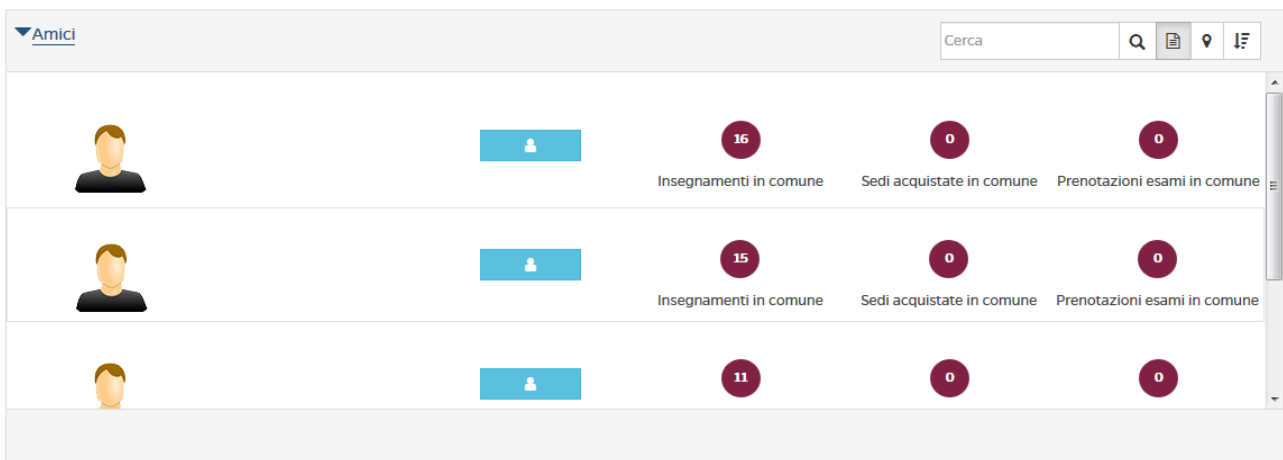 Amici
Cerca
16 0 0
Insegnamenti in comune Sedi acquistate in comune Prenotazioni esami in comune
15 0 0
Insegnamenti in comune Sedi acquistate in comune Prenotazioni esami in comune
11 0 0